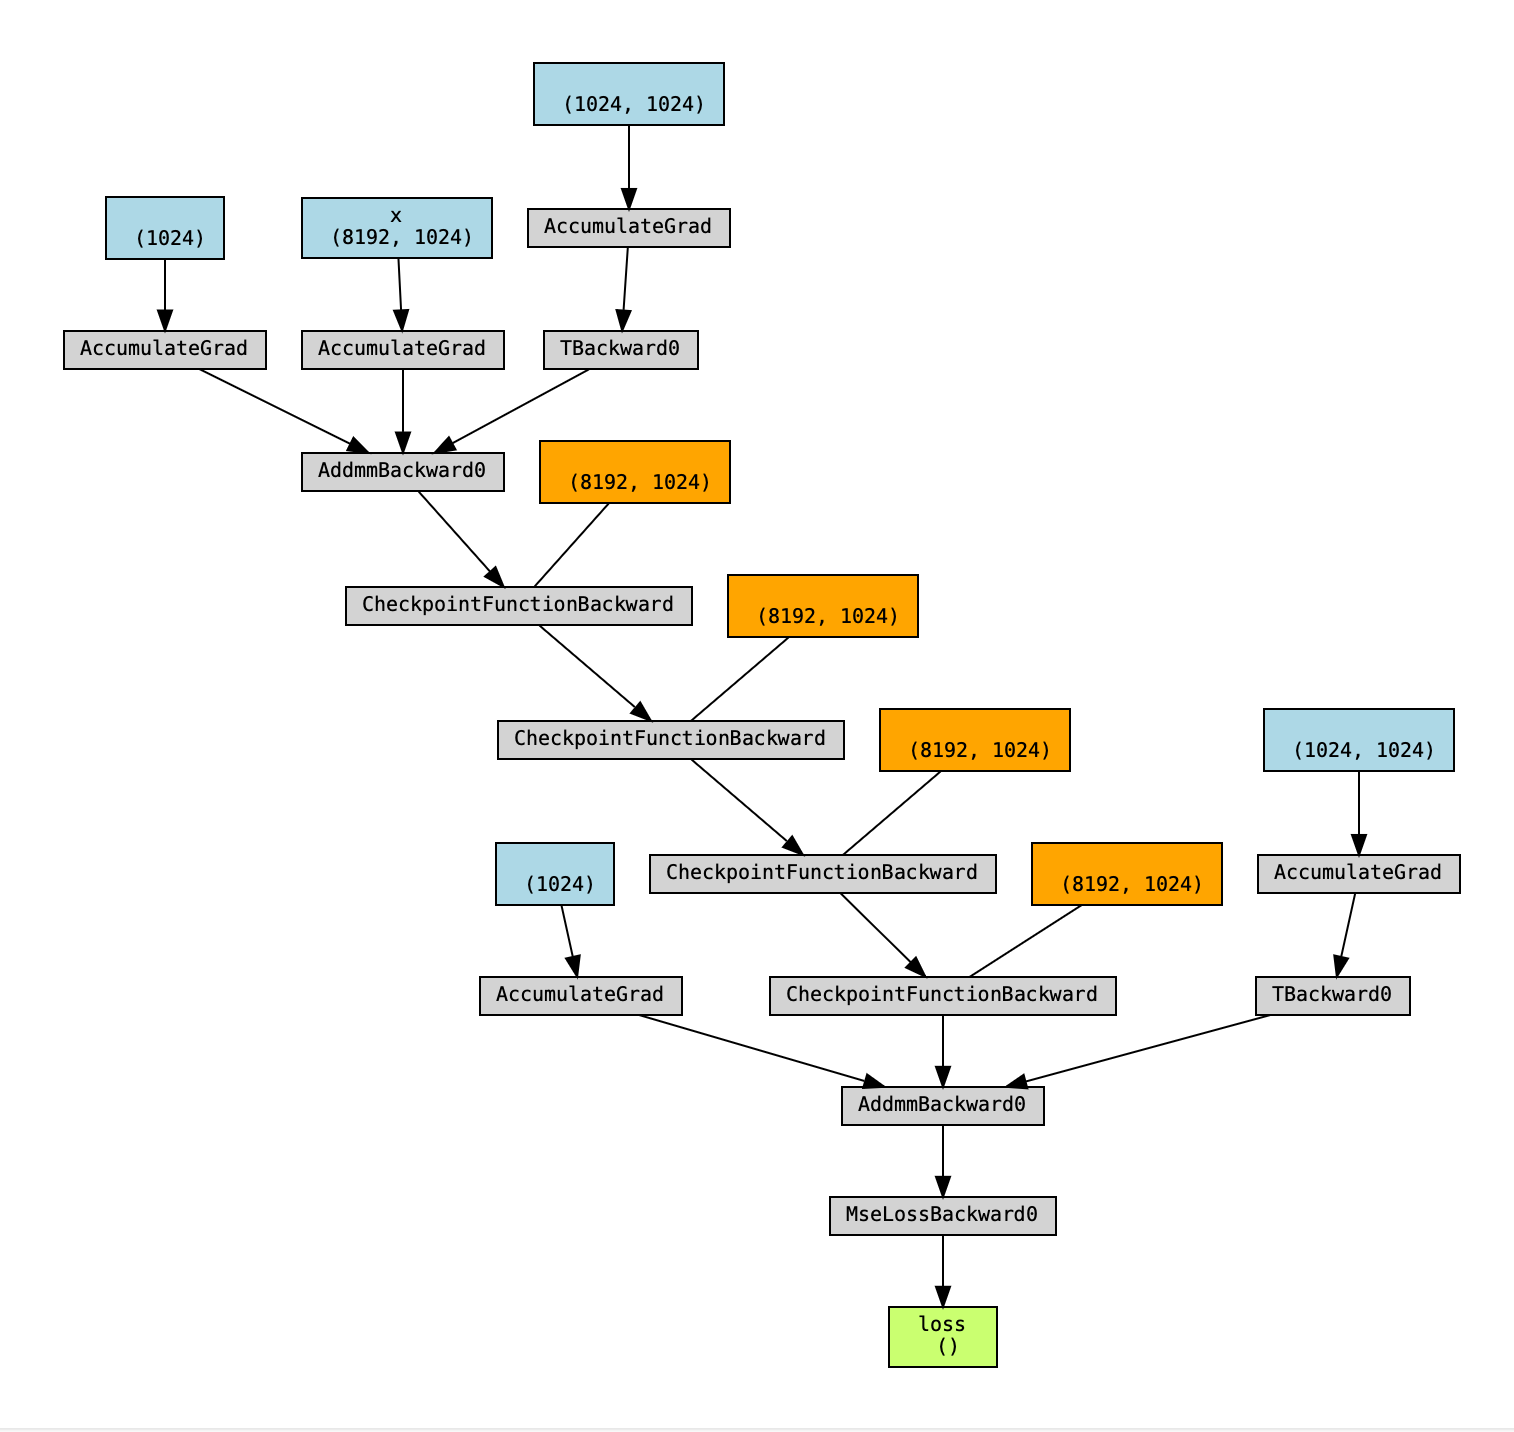 (1024, 1024)
(1024)
x
(8192, 1024)
AccumulateGrad
AccumulateGrad
AccumulateGrad
TBackward0
AddmmBackward0
(8192, 1024)
CheckpointFunctionBackward
(8192, 1024)
CheckpointFunctionBackward
(8192, 1024)
(1024, 1024)
CheckpointFunctionBackward
AccumulateGrad
(1024)
(8192, 1024)
AccumulateGrad
CheckpointFunctionBackward
TBackward0
AddmmBackward0
MseLossBackward0
loss
()